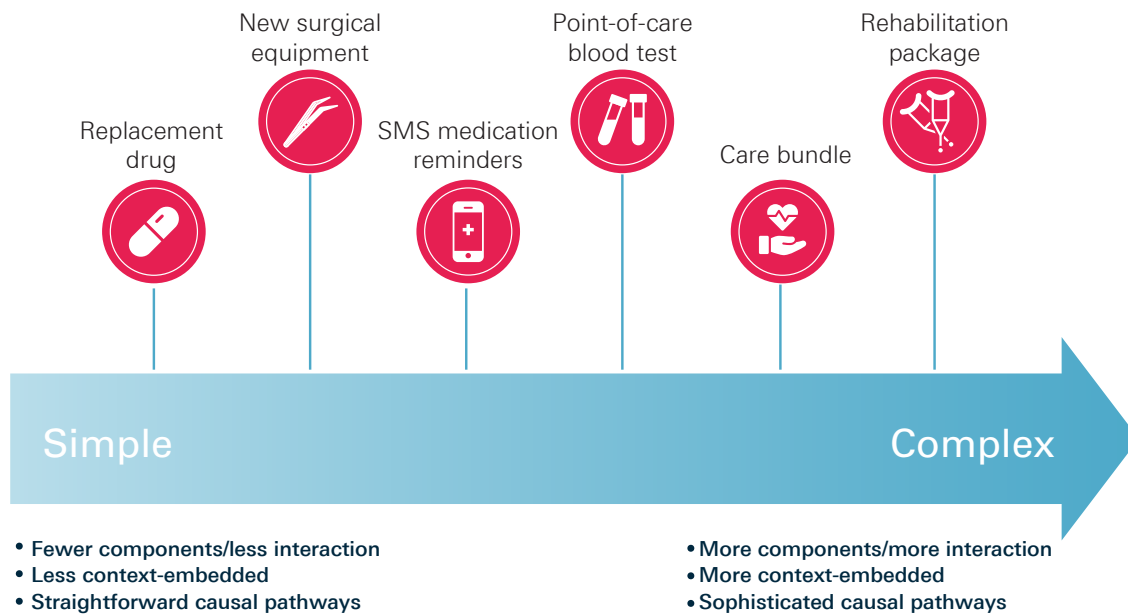 New surgical
equipment
Point-of-care
blood test
Rehabilitation
package
Replacement
drug
SMS medication
reminders
Care bundle
Simple
Complex
• Fewer components/less interaction
• Less context-embedded
• Straightforward causal pathways
• More components/more interaction
• More context-embedded
• Sophisticated causal pathways